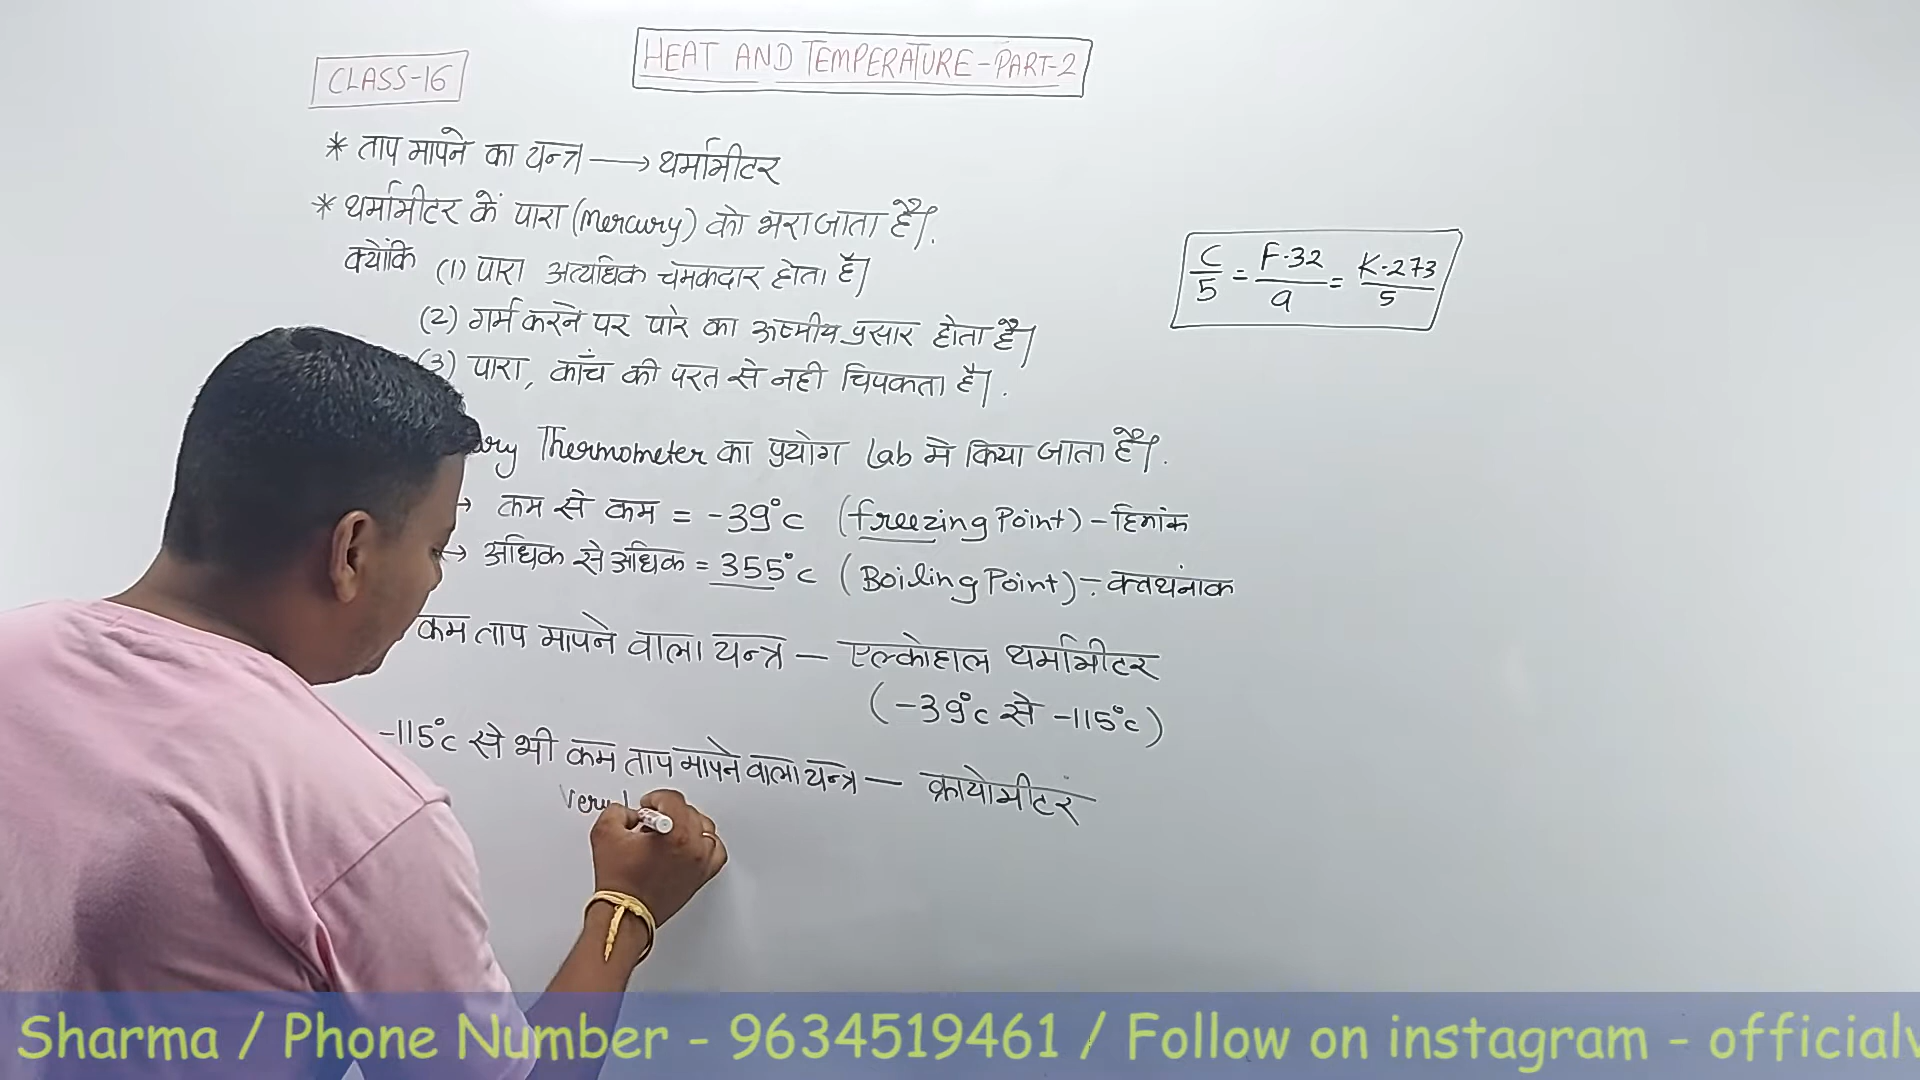 CLASS-16
HEAT AND TEMPERATURE-PART-2
* ताप मापने का यन्त्र → थर्मामीटर
* थर्मामीटर में पारा (Mercury) को भरा जाता है।
क्योंकि (1) पारा अत्यधिक चमकदार होता है।
(2) गर्म करने पर पारे का ऊष्मीय प्रसार होता है।
(3) पारा, काँच की परत से नही चिपकता है।
Thermometer का प्रयोग Lab मे किया जाता है।
→ कम से कम = -39°C (freezing Point) - हिमांक
→ अधिक से अधिक = 355°C (Boiling Point) - क्वथंनाक
कम ताप मापने वाला यन्त्र — एल्कोहाल थर्मामीटर
(-39°C से -115°C)
-115°C से भी कम ताप मापने वाला यन्त्र — क्रायोमीटर
Very
C/5 = F-32/9 = K-273/5
Sharma / Phone Number - 9634519461 / Follow on instagram - official